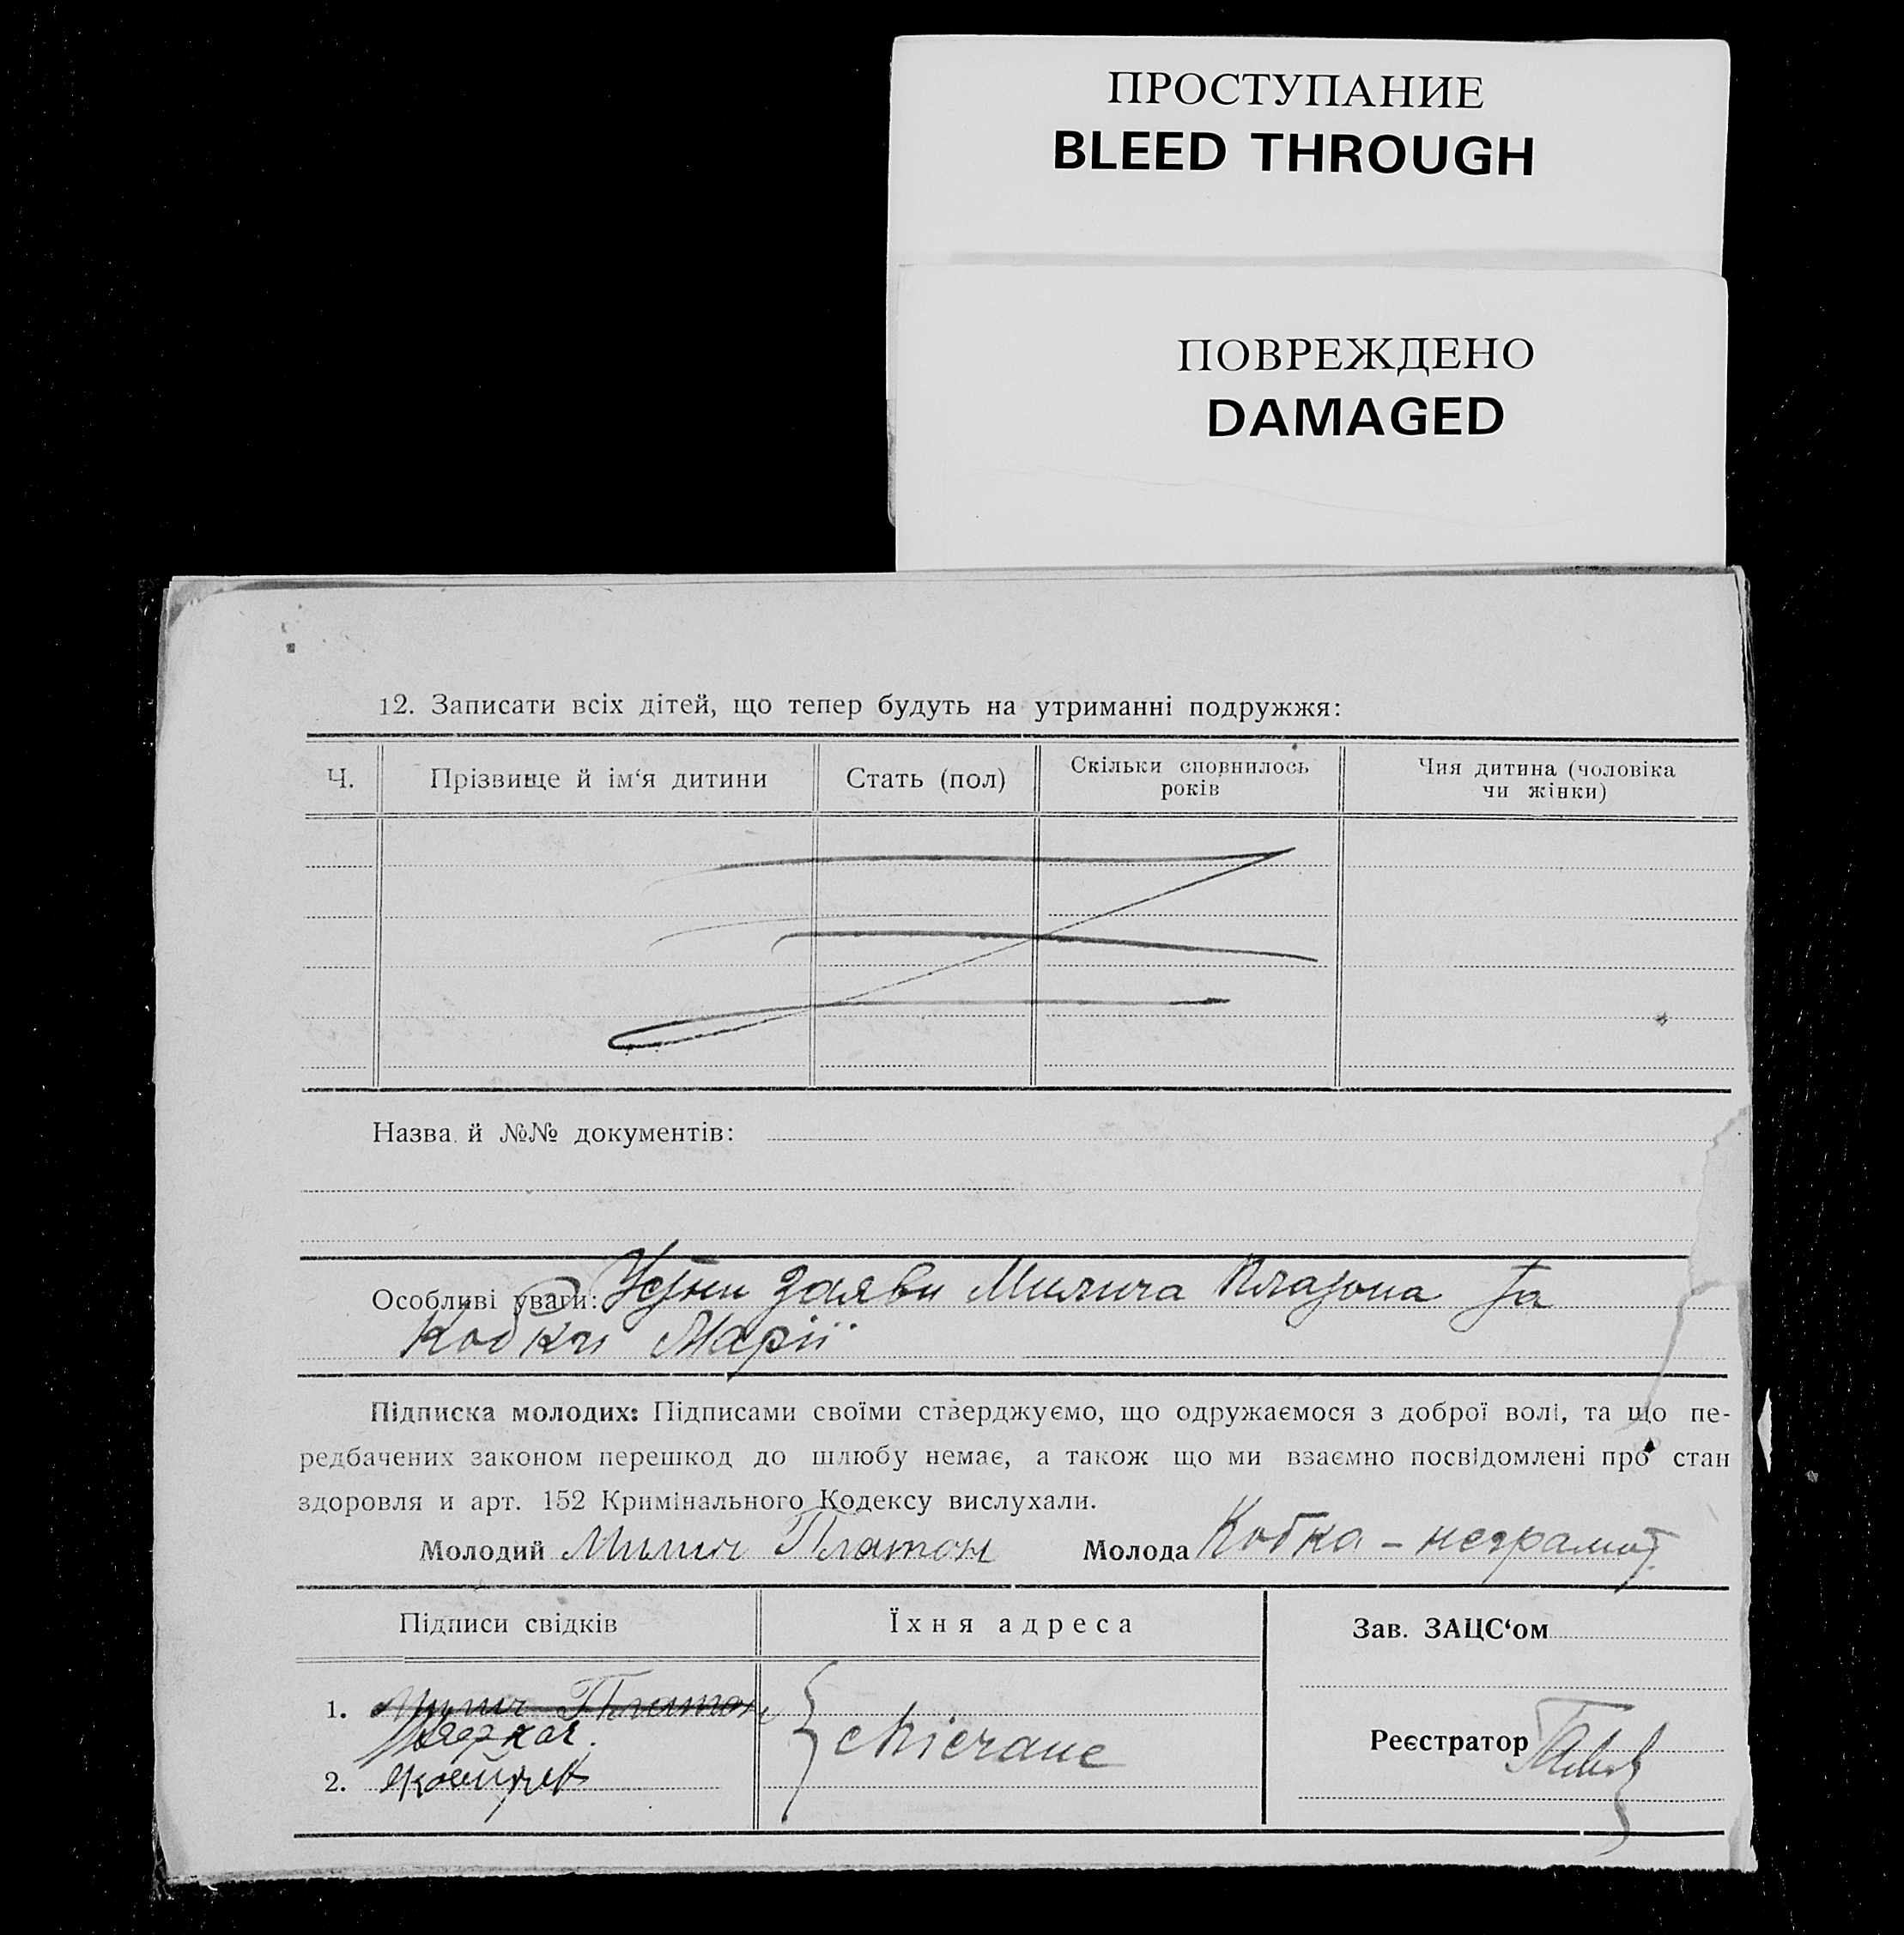 ПРОСТУПАНИЕ
BLEED THROUGH
ПОВРЕЖДЕНО
DAMAGED
12. Записати всіх дітей, що тепер будуть на утриманні подружжя:
Ч.
Прізвище й ім‘я дитини
Стать (пол)
Скільки сповнилось
років
Чия дитина (чоловіка
чи жінки)
Назва й №№ документів:
Особливі уваги: Усни заяви Милича Платона та
Кобки Марії
Підписка молодих: Підписами своїми стверджуємо, що одружаємося з доброї волі, та що пе-
редбачених законом перешкод до шлюбу немає, а також що ми взаємно посвідомлені про стан
здоровля и арт. 152 Кримінального Кодексу вислухали.
Молодий Милич Платон Молода Кобка - неграмот.
Підписи свідків
Їхня адреса
Зав. ЗАЦС‘ом
1. Милич Платон
2.
Реєстратор